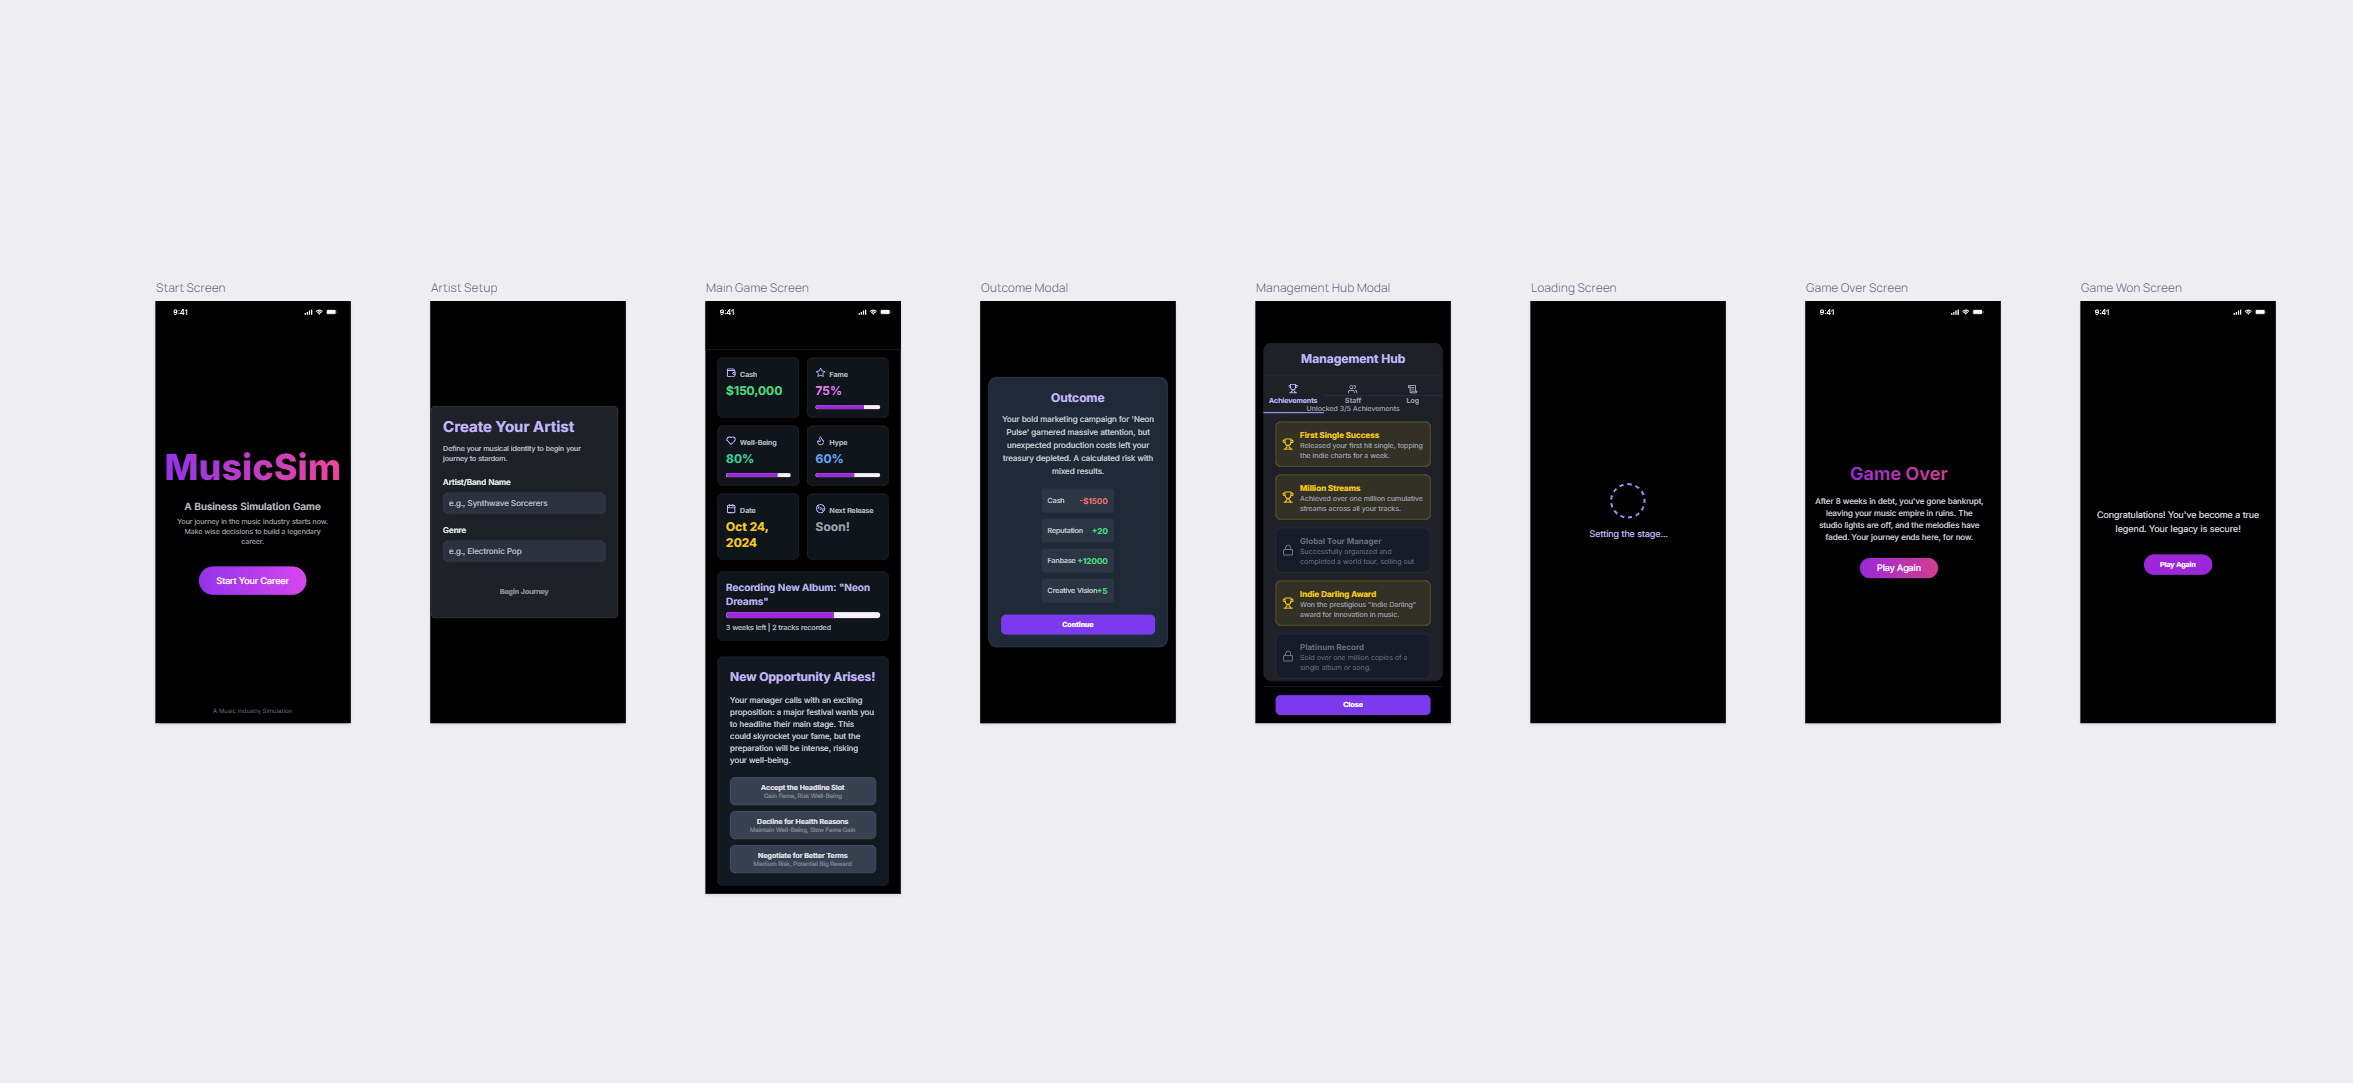 Start Screen
9:41
MusicSim
A Business Simulation Game
Your journey in the music industry starts now.
Make wise decisions to build a legendary
career.
Start Your Career
A Music Industry Simulation
Artist Setup
Create Your Artist
Define your musical identity to begin your
journey to stardom.
Artist/Band Name
e.g., Synthwave Sorcerers
Genre
e.g., Electronic Pop
Begin Journey
Main Game Screen
9:41
Cash
$150,000
Fame
75%
Well-Being
80%
Hype
60%
Date
Oct 24,
2024
Next Release
Soon!
Recording New Album: "Neon
Dreams"
3 weeks left | 2 tracks recorded
New Opportunity Arises!
Your manager calls with an exciting
proposition: a major festival wants you
to headline their main stage. This
could skyrocket your fame, but the
preparation will be intense, risking
your well-being.
Accept the Headline Slot
Gain Fame, Risk Well-Being
Decline for Health Reasons
Maintain Well-Being, Slow Fame Gain
Negotiate for Better Terms
Medium Risk, Potential Big Reward
Outcome Modal
Outcome
Your bold marketing campaign for 'Neon
Pulse' garnered massive attention, but
unexpected production costs left your
treasury depleted. A calculated risk with
mixed results.
Cash -$1500
Reputation +20
Fanbase +12000
Creative Vision +5
Continue
Management Hub Modal
Management Hub
Achievements
Staff
Log
Unlocked 3/5 Achievements
First Single Success
Released your first hit single, topping
the indie charts for a week.
Million Streams
Achieved over one million cumulative
streams across all your tracks.
Global Tour Manager
Successfully organized and
completed a world tour, selling out
Indie Darling Award
Won the prestigious "Indie Darling"
award for innovation in music.
Platinum Record
Sold over one million copies of a
single album or song.
Close
Loading Screen
Setting the stage...
Game Over Screen
9:41
Game Over
After 8 weeks in debt, you've gone bankrupt,
leaving your music empire in ruins. The
studio lights are off, and the melodies have
faded. Your journey ends here, for now.
Play Again
Game Won Screen
9:41
Congratulations! You've become a true
legend. Your legacy is secure!
Play Again